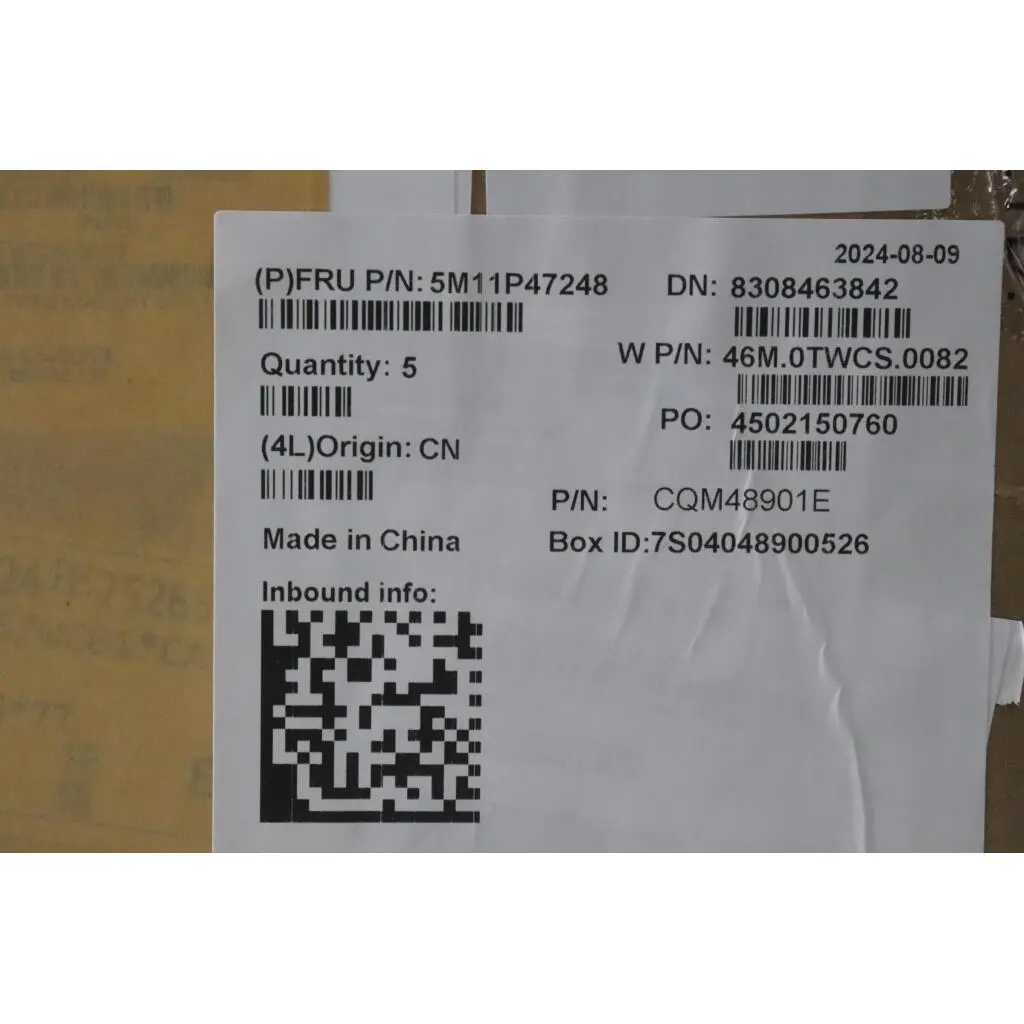 2024-08-09
(P)FRU P/N: 5M11P47248 DN: 8308463842
Quantity: 5 W P/N: 46M.0TWCS.0082
PO: 4502150760
(4L)Origin: CN
P/N: CQM48901E
Made in China Box ID:7S04048900526
Inbound info: